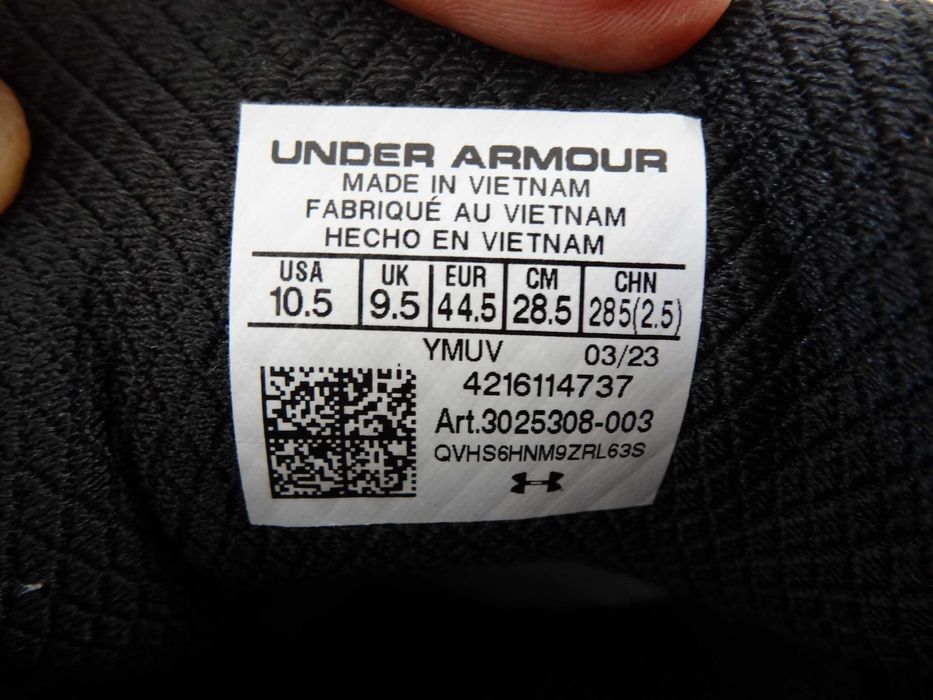 UNDER ARMOUR
MADE IN VIETNAM
FABRIQUÉ AU VIETNAM
HECHO EN VIETNAM
USA UK EUR CM CHN
10.5 9.5 44.5 28.5 285(2.5)
YMUV 03/23
4216114737
Art.3025308-003
QVHS6HNM9ZRL63S